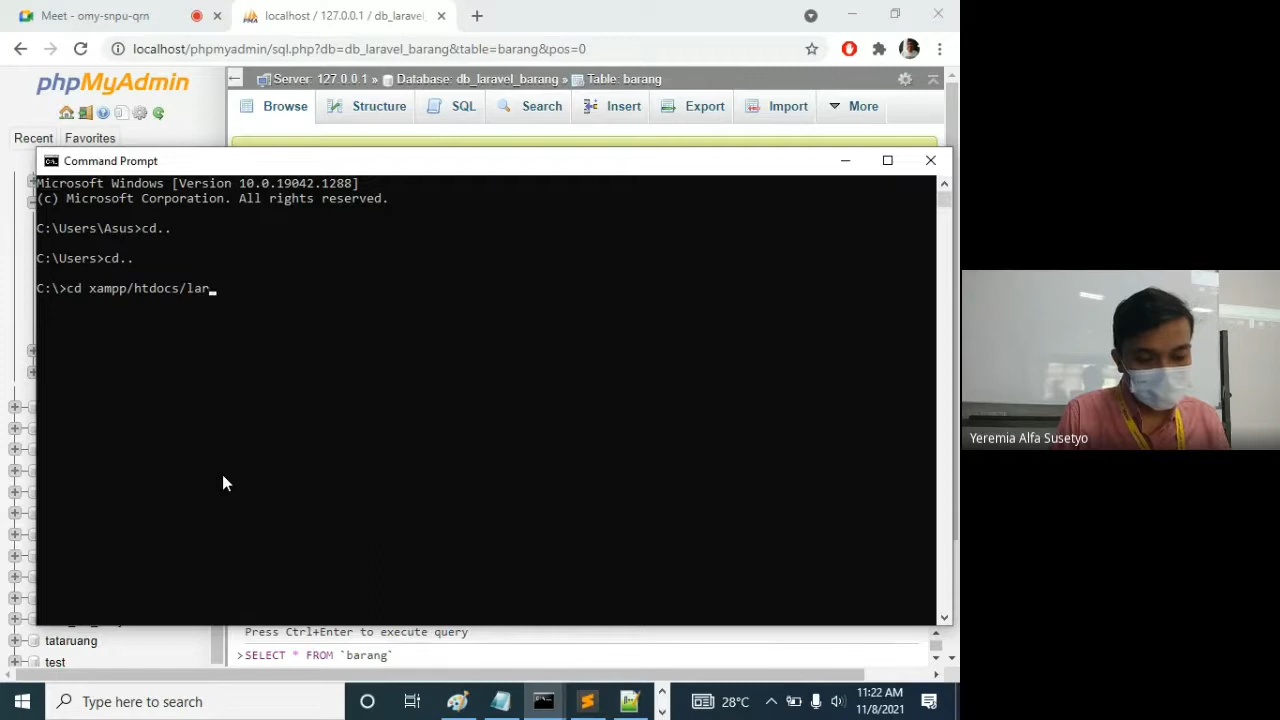 Meet - omy-snpu-qrn
localhost / 127.0.0.1 / db_laravel_
localhost/phpmyadmin/sql.php?db=db_laravel_barang&table=barang&pos=0
phpMyAdmin
Server: 127.0.0.1 » Database: db_laravel_barang » Table: barang
Browse Structure SQL Search Insert Export Import More
Recent Favorites
Command Prompt
Microsoft Windows [Version 10.0.19042.1288]
(c) Microsoft Corporation. All rights reserved.
C:\Users\Asus>cd..
C:\Users>cd..
C:\>cd xampp/htdocs/lar_
Yeremia Alfa Susetyo
tataruang
test
Press Ctrl+Enter to execute query
>SELECT * FROM `barang`
Type here to search
28°C
11:22 AM
11/8/2021